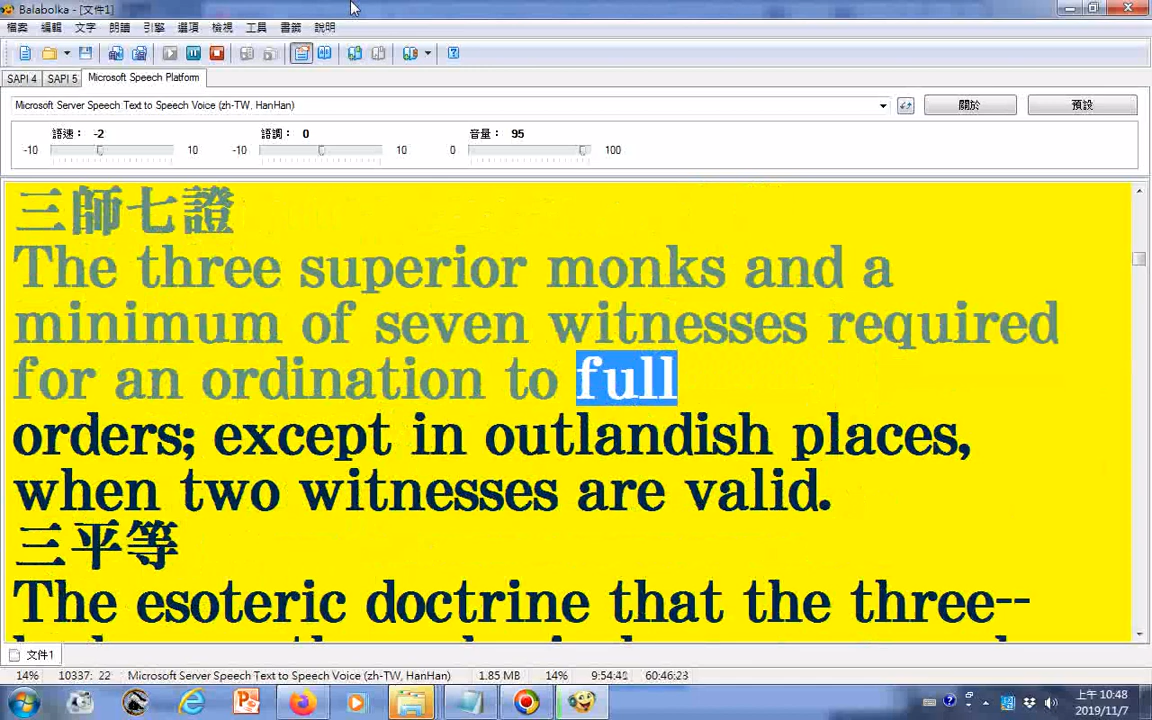 Balabolka - [文件1]
檔案 編輯 文字 朗讀 引擎 選項 檢視 工具 書籤 說明
SAPI 4 SAPI 5 Microsoft Speech Platform
Microsoft Server Speech Text to Speech Voice (zh-TW, HanHan) 關於 預設
語速： -2 語調： 0 音量： 95
-10 10 -10 10 0 100
三師七證
The three superior monks and a
minimum of seven witnesses required
for an ordination to full
orders; except in outlandish places,
when two witnesses are valid.
三平等
The esoteric doctrine that the three--
文件1
14% 10337: 22 Microsoft Server Speech Text to Speech Voice (zh-TW, HanHan) 1.85 MB 14% 9:54:41 60:46:23
上午 10:48
2019/11/7